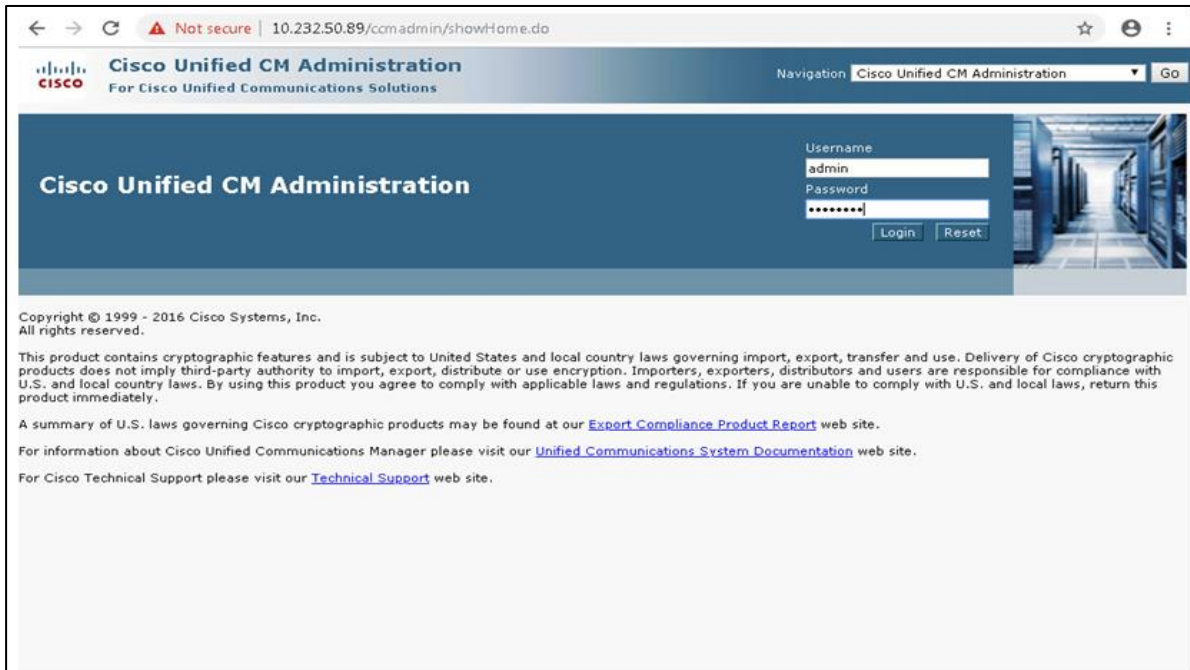 Not secure | 10.232.50.89/ccmadmin/showHome.do
CISCO
Cisco Unified CM Administration
For Cisco Unified Communications Solutions
Navigation Cisco Unified CM Administration Go
Cisco Unified CM Administration
Username
admin
Password
••••••••
Login Reset
Copyright © 1999 - 2016 Cisco Systems, Inc.
All rights reserved.
This product contains cryptographic features and is subject to United States and local country laws governing import, export, transfer and use. Delivery of Cisco cryptographic
products does not imply third-party authority to import, export, distribute or use encryption. Importers, exporters, distributors and users are responsible for compliance with
U.S. and local country laws. By using this product you agree to comply with applicable laws and regulations. If you are unable to comply with U.S. and local laws, return this
product immediately.
A summary of U.S. laws governing Cisco cryptographic products may be found at our Export Compliance Product Report web site.
For information about Cisco Unified Communications Manager please visit our Unified Communications System Documentation web site.
For Cisco Technical Support please visit our Technical Support web site.